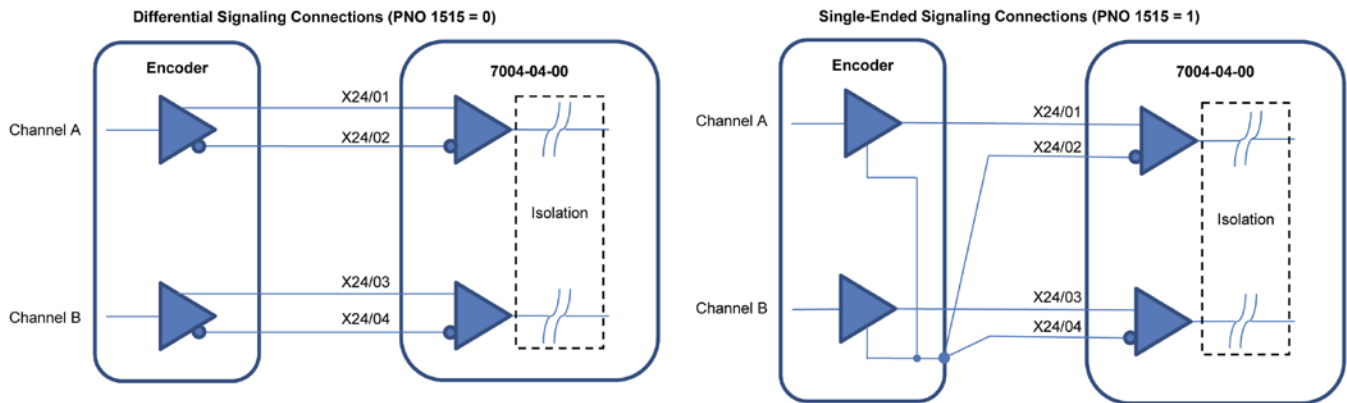 Differential Signaling Connections (PNO 1515 = 0)
Encoder
7004-04-00
Channel A
X24/01
X24/02
Isolation
Channel B
X24/03
X24/04
Single-Ended Signaling Connections (PNO 1515 = 1)
Encoder
7004-04-00
Channel A
X24/01
X24/02
Isolation
Channel B
X24/03
X24/04